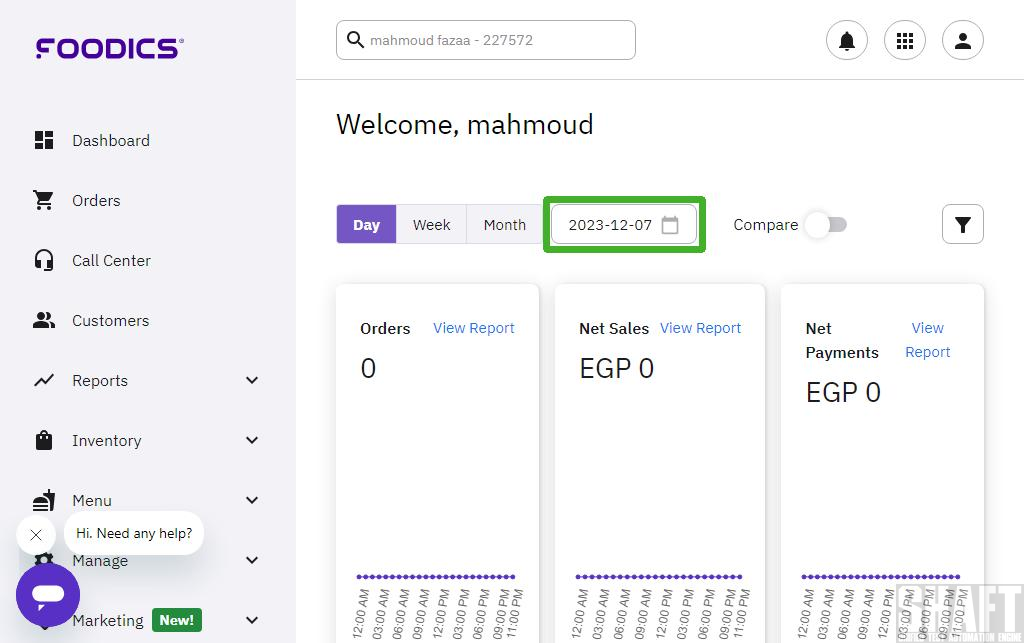 FOODICS
mahmoud fazaa - 227572
Dashboard
Orders
Call Center
Customers
Reports
Inventory
Menu
Hi. Need any help?
Manage
Marketing New!
Welcome, mahmoud
Day Week Month 2023-12-07 Compare
Orders View Report
0
Net Sales View Report
EGP 0
Net Payments
View Report
EGP 0
12:00 AM 03:00 AM 06:00 AM 09:00 AM 12:00 PM 03:00 PM 06:00 PM 09:00 PM 11:00 PM
12:00 AM 03:00 AM 06:00 AM 09:00 AM 12:00 PM 03:00 PM 06:00 PM 09:00 PM 11:00 PM
12:00 AM 03:00 AM 06:00 AM 09:00 AM 12:00 PM 03:00 PM 06:00 PM 09:00 PM 11:00 PM
SHAFT